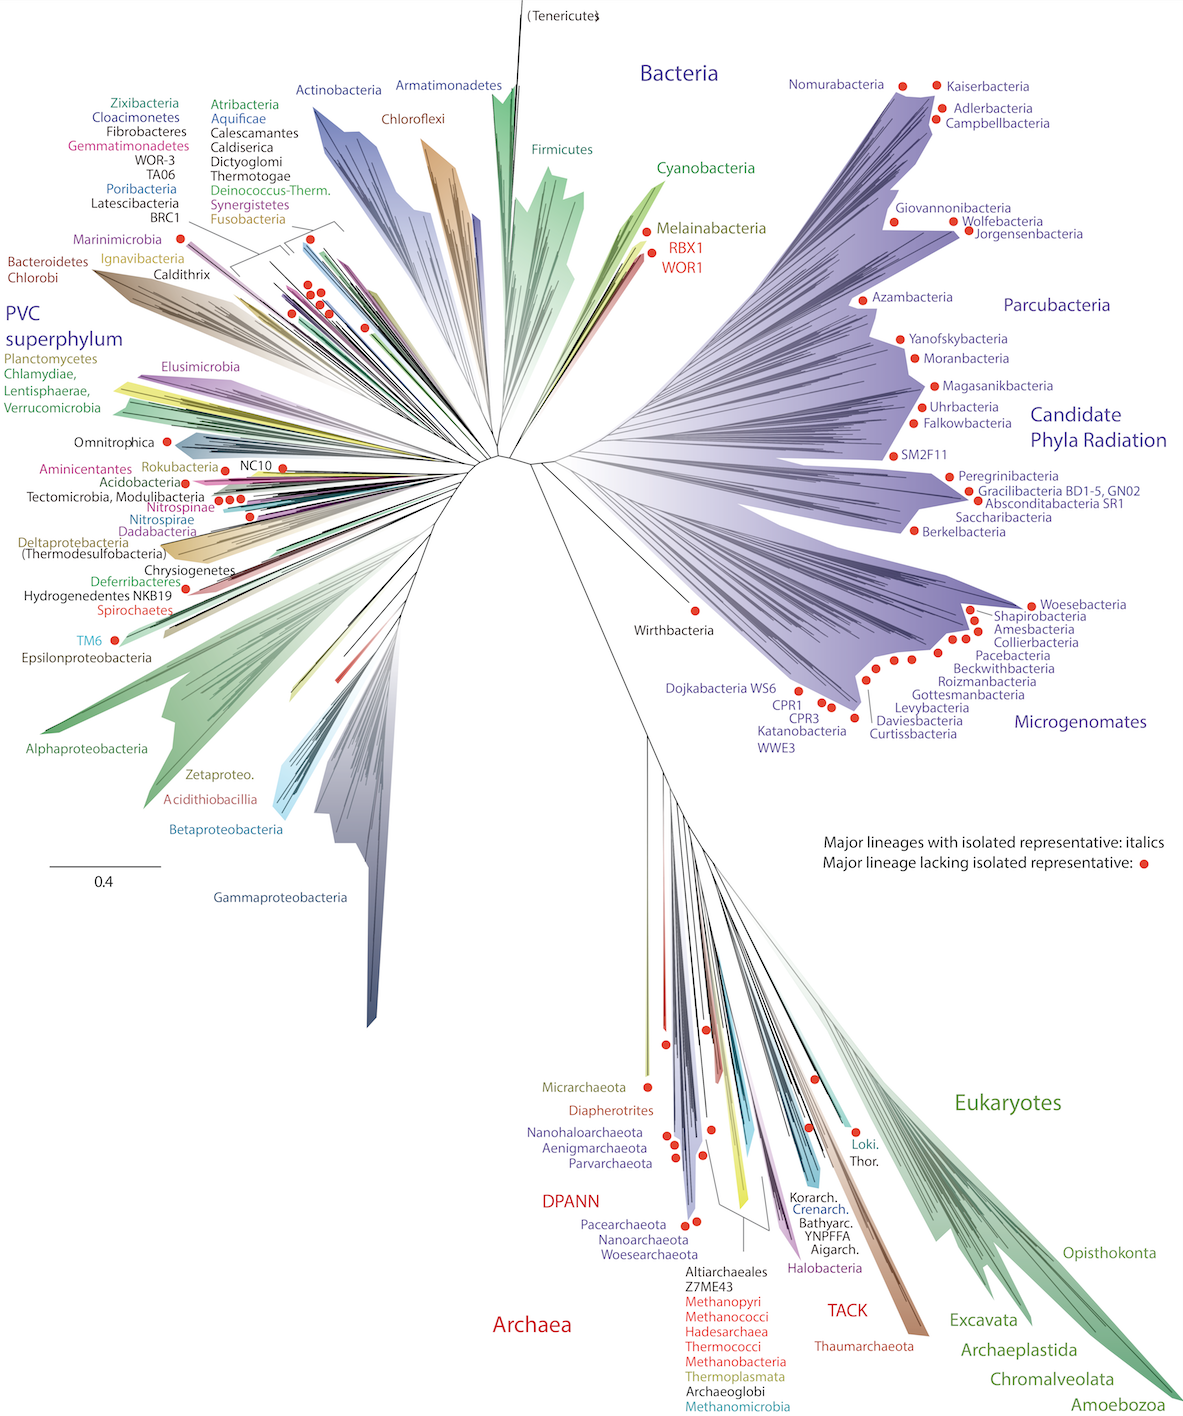 (Tenericutes)
Bacteria
Nomurabacteria
Kaiserbacteria
Adlerbacteria
Campbellbacteria
Giovannonibacteria
Wolfebacteria
Jorgensenbacteria
Azambacteria
Parcubacteria
Yanofskybacteria
Moranbacteria
Magasanikbacteria
Uhrbacteria
Falkowbacteria
Candidate
Phyla Radiation
SM2F11
Peregrinibacteria
Gracilibacteria BD1-5, GN02
Absconditabacteria SR1
Saccharibacteria
Berkelbacteria
Woesebacteria
Shapirobacteria
Amesbacteria
Collierbacteria
Pacebacteria
Beckwithbacteria
Roizmanbacteria
Gottesmanbacteria
Levybacteria
Daviesbacteria
Curtissbacteria
Microgenomates
Wirthbacteria
Dojkabacteria WS6
CPR1
CPR3
Katanobacteria
WWE3
Armatimonadetes
Actinobacteria
Chloroflexi
Firmicutes
Cyanobacteria
Melainabacteria
RBX1
WOR1
Zixibacteria
Cloacimonetes
Fibrobacteres
Gemmatimonadetes
WOR-3
TA06
Poribacteria
Latescibacteria
BRC1
Atribacteria
Aquificae
Calescamantes
Caldiserica
Dictyoglomi
Thermotogae
Deinococcus-Therm.
Synergistetes
Fusobacteria
Marinimicrobia
Bacteroidetes
Chlorobi
Ignavibacteria
Caldithrix
PVC
superphylum
Planctomycetes
Chlamydiae,
Lentisphaerae,
Verrucomicrobia
Elusimicrobia
Omnitrophica
Aminicentantes
Rokubacteria
NC10
Acidobacteria
Tectomicrobia, Modulibacteria
Nitrospinae
Nitrospirae
Dadabacteria
Deltaprotebacteria
(Thermodesulfobacteria)
Chrysiogenetes
Deferribacteres
Hydrogenedentes NKB19
Spirochaetes
TM6
Epsilonproteobacteria
Alphaproteobacteria
Zetaproteo.
Acidithiobacillia
Betaproteobacteria
Gammaproteobacteria
0.4
Major lineages with isolated representative: italics
Major lineage lacking isolated representative:
Micrarchaeota
Diapherotrites
Nanohaloarchaeota
Aenigmarchaeota
Parvarchaeota
DPANN
Pacearchaeota
Nanoarchaeota
Woesearchaeota
Archaea
Altiarchaeales
Z7ME43
Methanopyri
Methanococci
Hadesarchaea
Thermococci
Methanobacteria
Thermoplasmata
Archaeoglobi
Methanomicrobia
Halobacteria
Korarch.
Crenarch.
Bathyarc.
YNPFFA
Aigarch.
TACK
Thaumarchaeota
Loki.
Thor.
Eukaryotes
Opisthokonta
Excavata
Archaeplastida
Chromalveolata
Amoebozoa